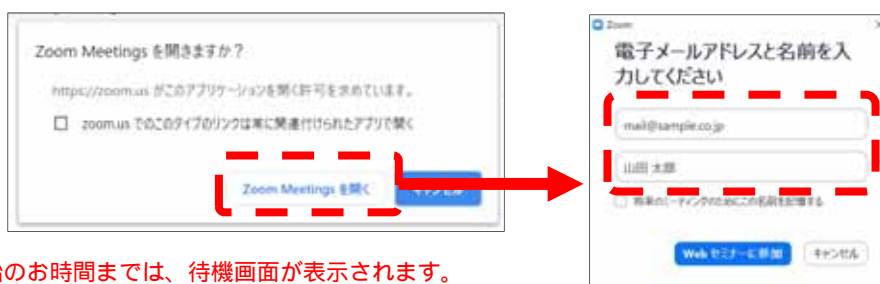 Zoom Meetings を開きますか？
https://zoom.us がこのアプリケーションを開く許可を求めています。
zoom.us でのこのタイプのリンクは常に関連付けられたアプリで開く
Zoom Meetings を開く
Zoom
電子メールアドレスと名前を入
力してください
mail@sample.co.jp
山田 太郎
将来のミーティングのためにこの名前を記憶する
Web セミナーに参加 キャンセル
のお時間までは、待機画面が表示されます。